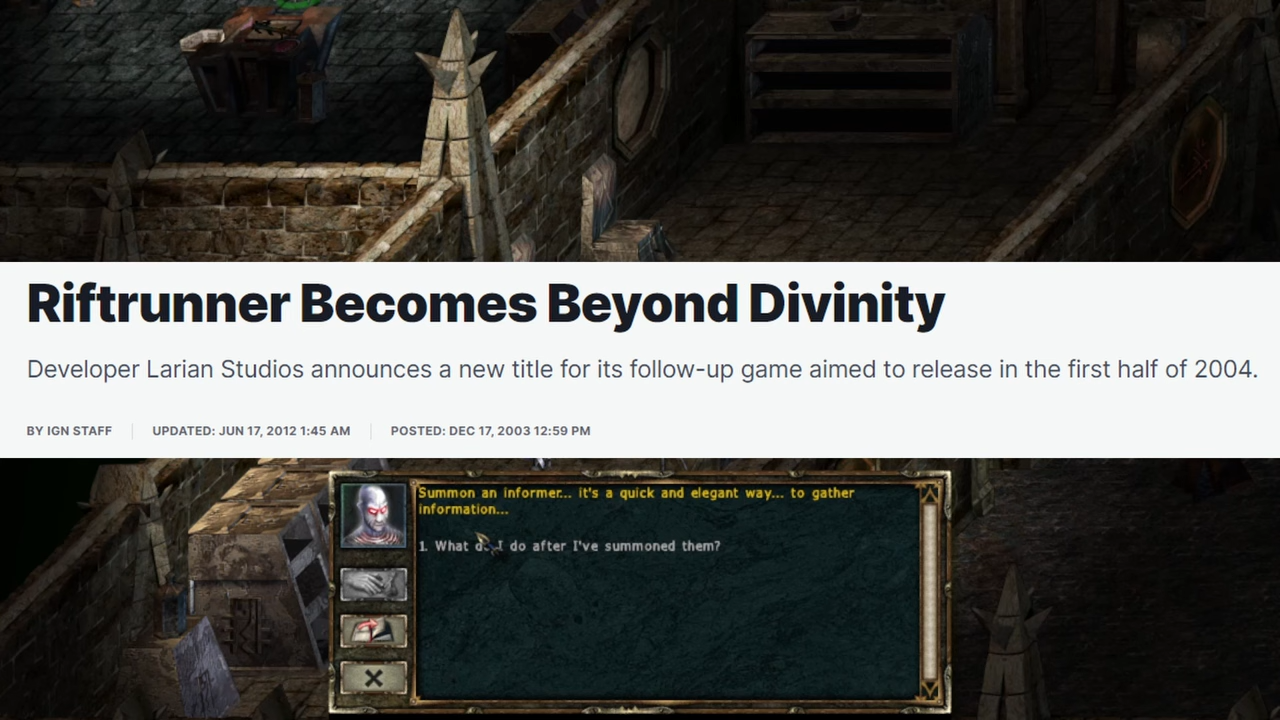 Riftrunner Becomes Beyond Divinity
Developer Larian Studios announces a new title for its follow-up game aimed to release in the first half of 2004.
BY IGN STAFF UPDATED: JUN 17, 2012 1:45 AM POSTED: DEC 17, 2003 12:59 PM
Summon an informer... it's a quick and elegant way... to gather
information...
1. What do I do after I've summoned them?